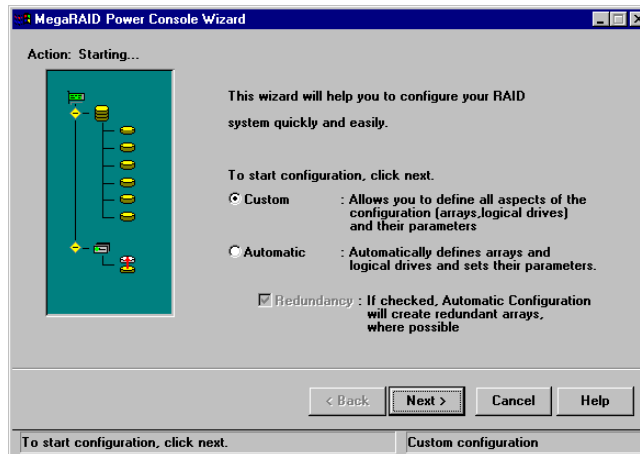 MegaRAID Power Console Wizard
Action: Starting...
This wizard will help you to configure your RAID
system quickly and easily.
To start configuration, click next.
Custom : Allows you to define all aspects of the
configuration (arrays,logical drives)
and their parameters
Automatic : Automatically defines arrays and
logical drives and sets their parameters.
Redundancy : If checked, Automatic Configuration
will create redundant arrays,
where possible
< Back Next > Cancel Help
To start configuration, click next. Custom configuration